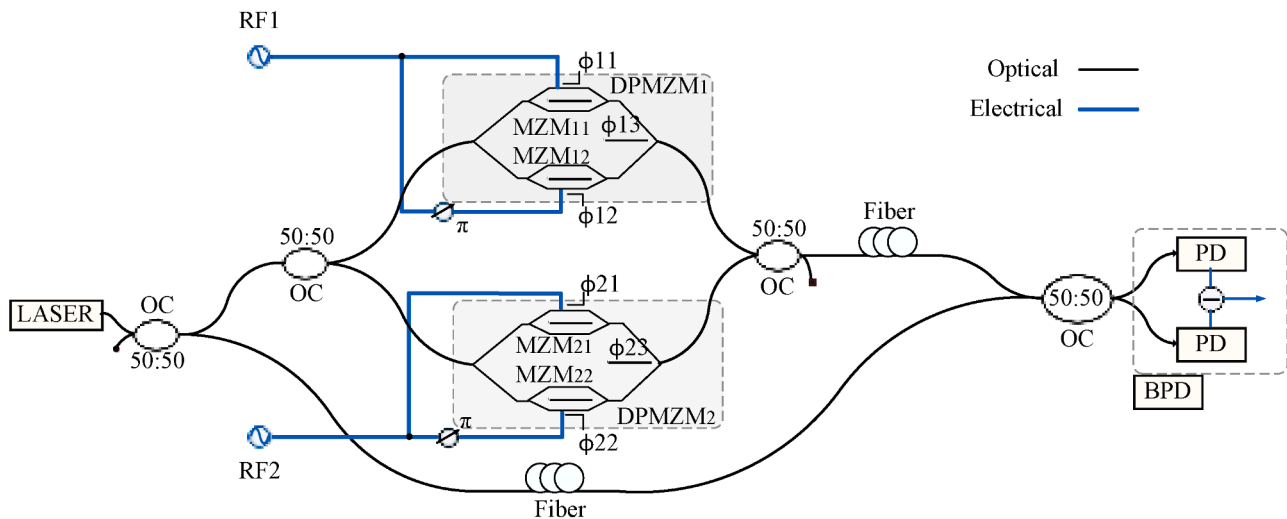 RF1
ϕ11
DPMZM1
Optical
Electrical
MZM11
ϕ13
MZM12
π
ϕ12
Fiber
50:50
50:50
OC
OC
PD
50:50
OC
PD
BPD
LASER
OC
50:50
ϕ21
MZM21
ϕ23
MZM22
DPMZM2
π
ϕ22
RF2
Fiber